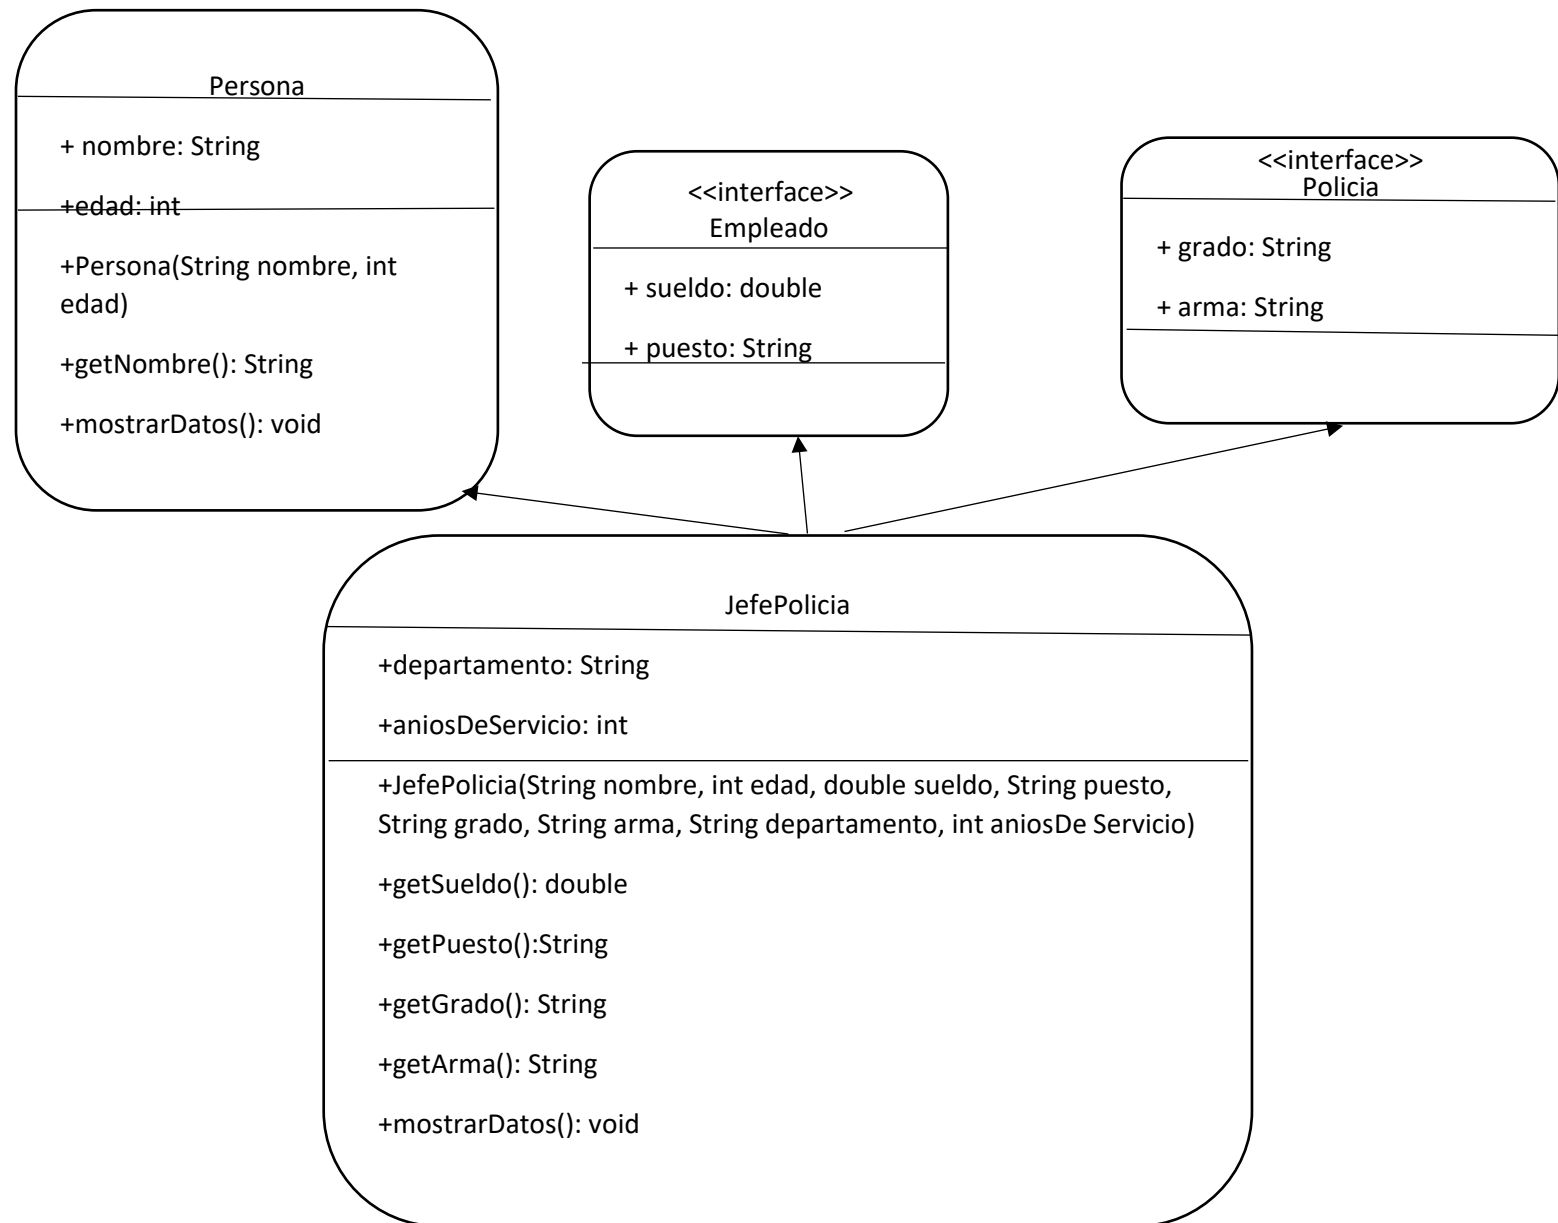 Persona
+ nombre: String
+edad: int
+Persona(String nombre, int
edad)
+getNombre(): String
+mostrarDatos(): void
<<interface>>
Empleado
+ sueldo: double
+ puesto: String
<<interface>>
Policia
+ grado: String
+ arma: String
JefePolicia
+departamento: String
+aniosDeServicio: int
+JefePolicia(String nombre, int edad, double sueldo, String puesto,
String grado, String arma, String departamento, int aniosDe Servicio)
+getSueldo(): double
+getPuesto():String
+getGrado(): String
+getArma(): String
+mostrarDatos(): void